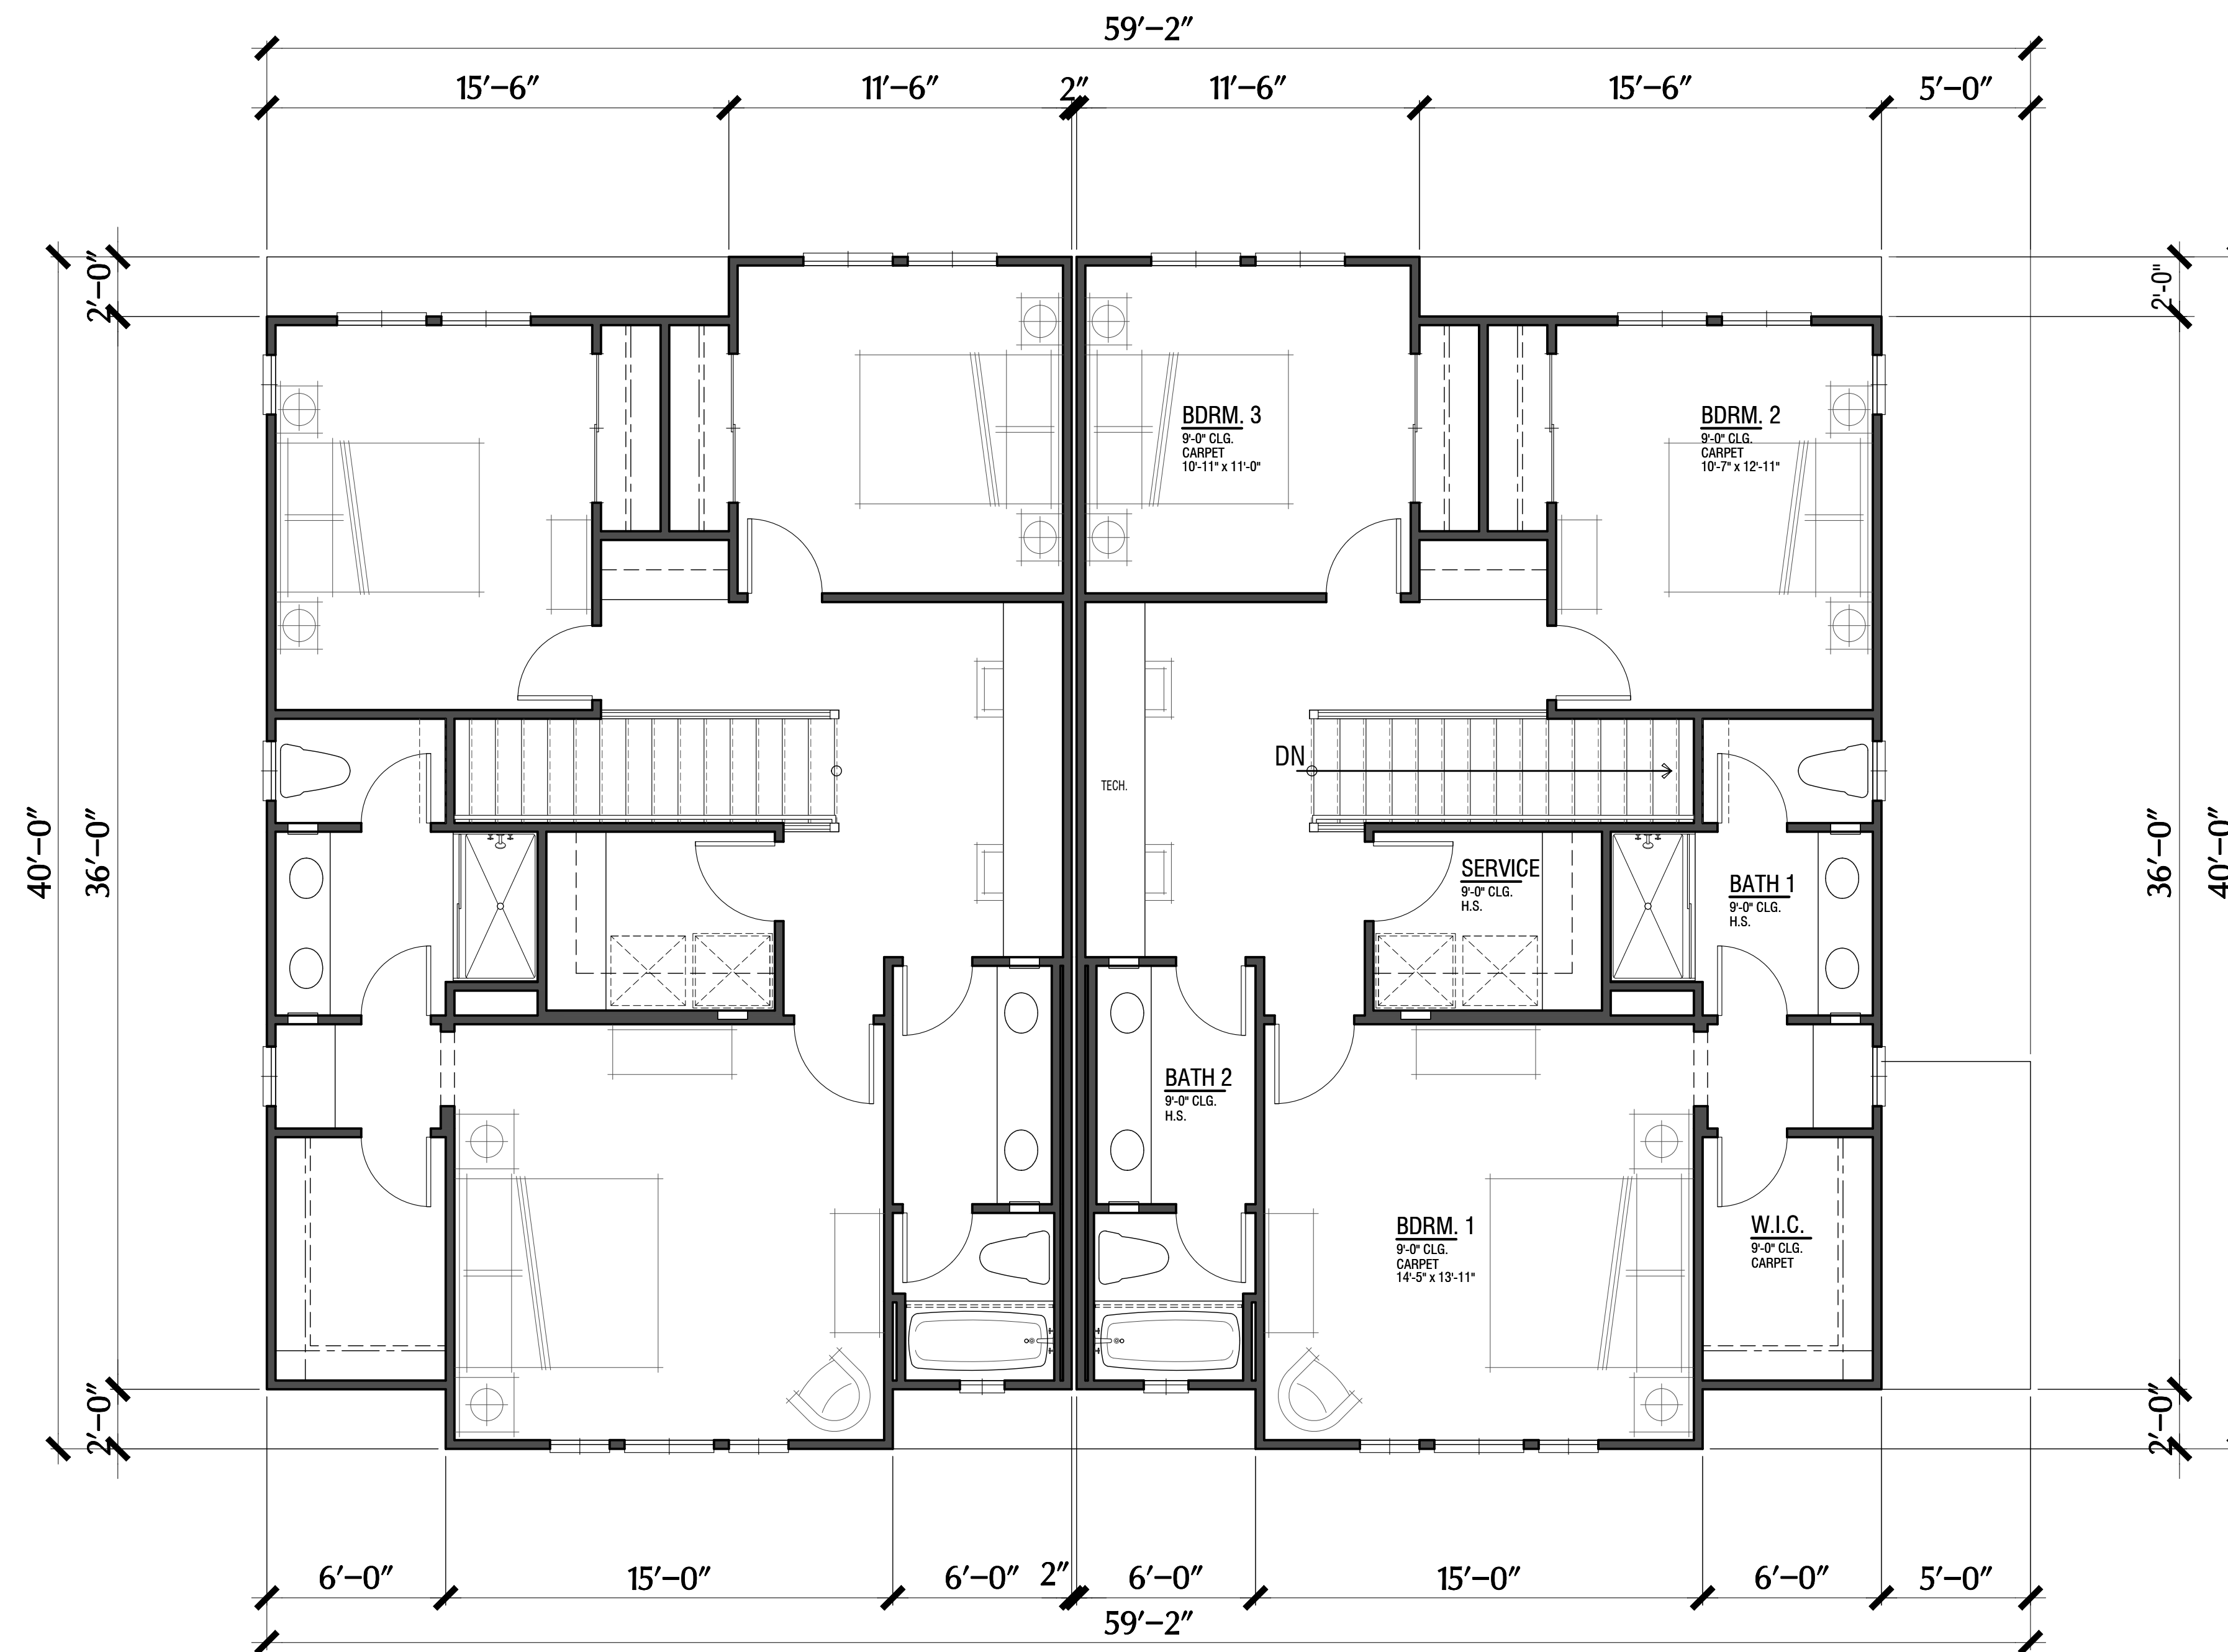 59′–2″
15′–6″ 11′–6″ 2″ 11′–6″ 15′–6″ 5′–0″
2′–0″
2'-0"
BDRM. 3
9'-0" CLG.
CARPET
10'-11" x 11'-0"
BDRM. 2
9'-0" CLG.
CARPET
10'-7" x 12'-11"
DN
TECH.
40′–0″
36′–0″
SERVICE
9'-0" CLG.
H.S.
BATH 1
9'-0" CLG.
H.S.
36′–0″
40′–0″
BATH 2
9'-0" CLG.
H.S.
BDRM. 1
9'-0" CLG.
CARPET
14'-5" x 13'-11"
W.I.C.
9'-0" CLG.
CARPET
2′–0″
2′–0″
6′–0″ 15′–0″ 6′–0″ 2″ 6′–0″ 15′–0″ 6′–0″ 5′–0″
59′–2″